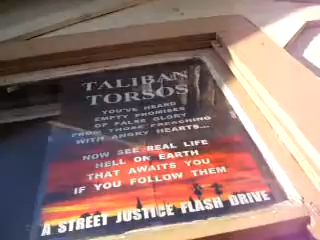 TALIBAN
TORSOS
YOU'VE HEARD
EMPTY PROMISES
OF FALSE GLORY
FROM THOSE PREACHING
WITH ANGRY HEARTS...
NOW SEE REAL LIFE
HELL ON EARTH
THAT AWAITS YOU
IF YOU FOLLOW THEM
A STREET JUSTICE FLASH DRIVE